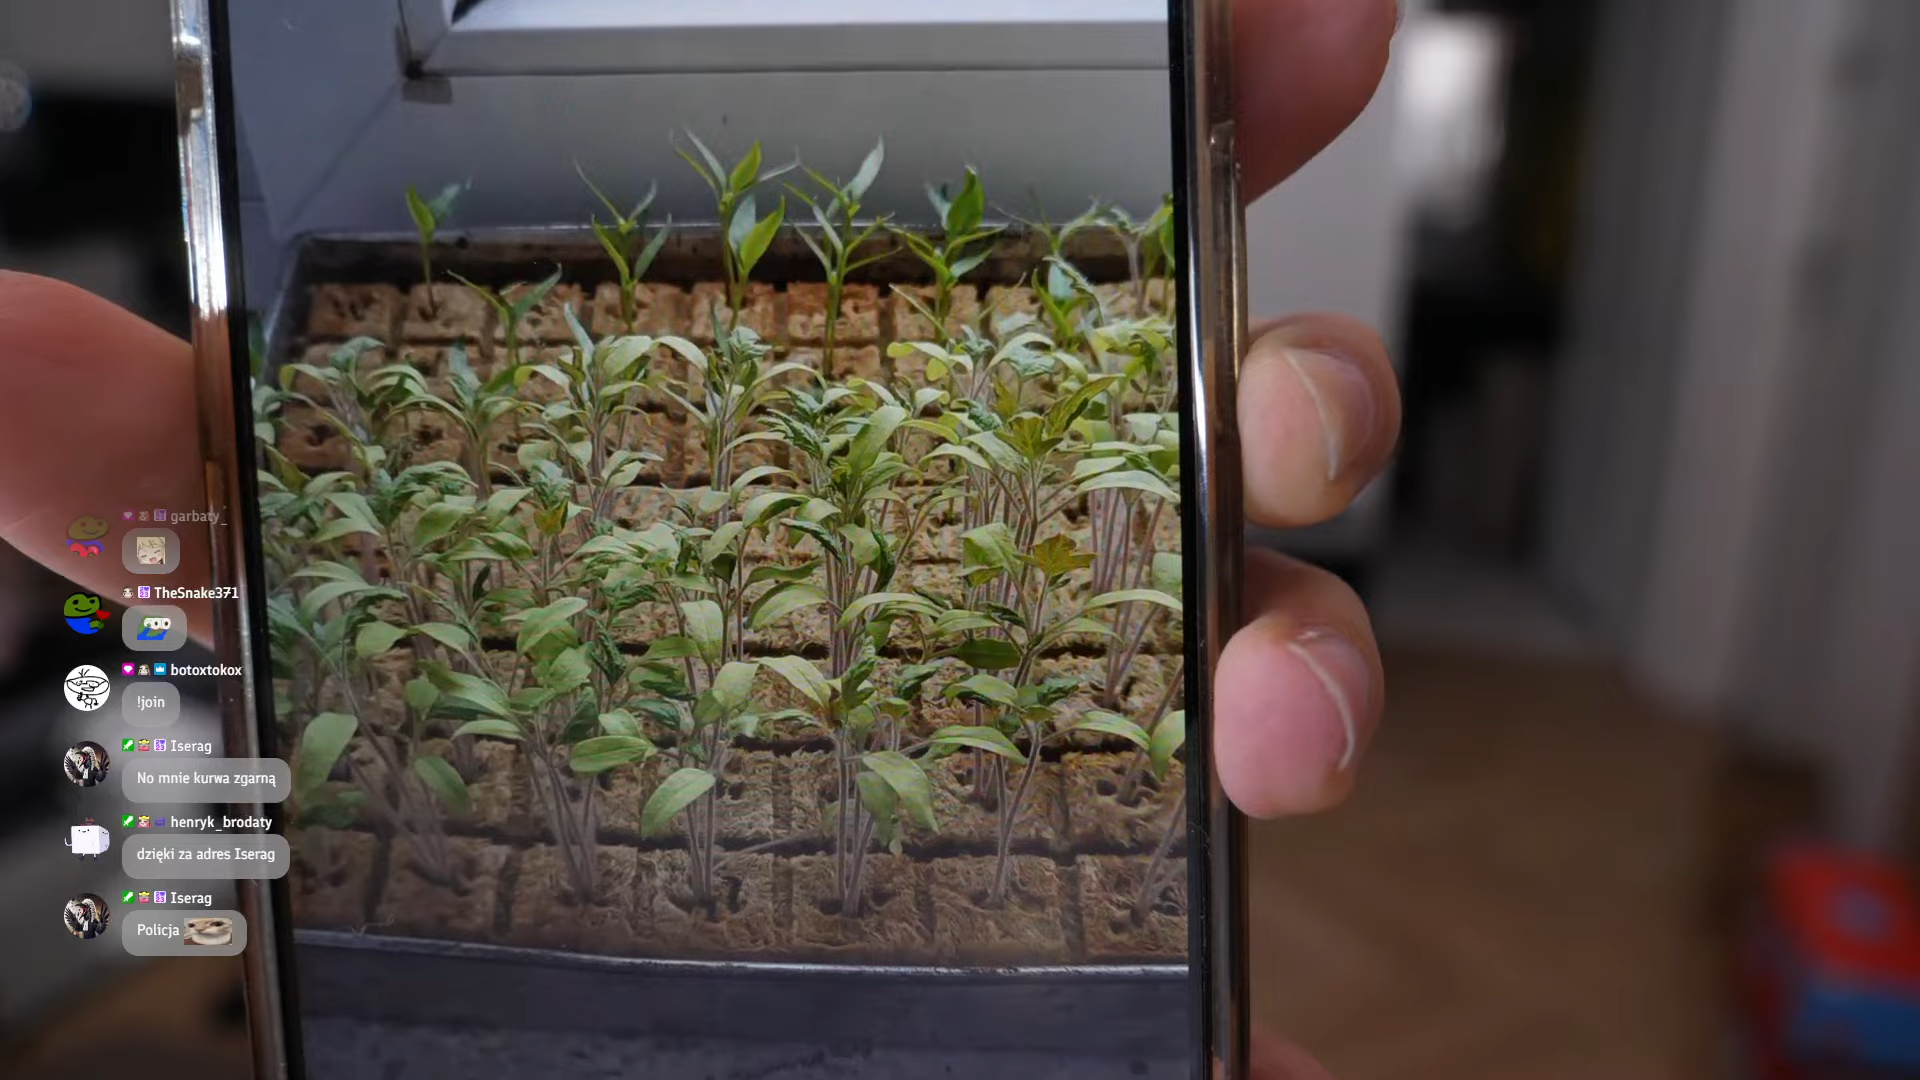 garbaty_
TheSnake371
botoxtokox
!join
Iserag
No mnie kurwa zgarną
henryk_brodaty
dzięki za adres Iserag
Iserag
Policja